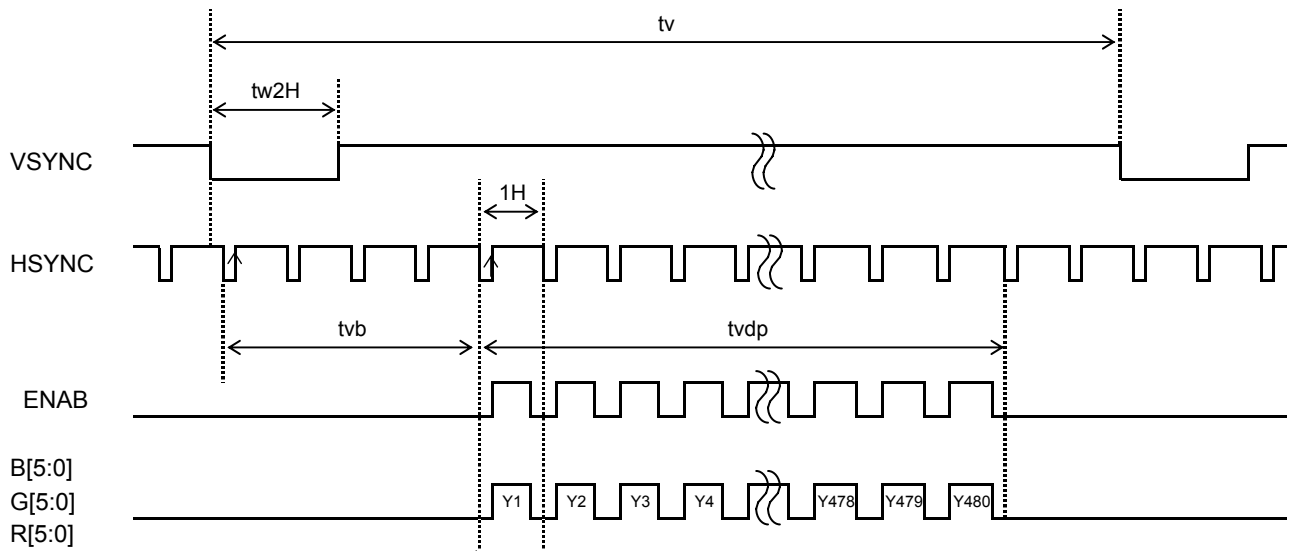 tv
tw2H
VSYNC
1H
HSYNC
tvb
tvdp
ENAB
B[5:0]
G[5:0]
R[5:0]
Y1 Y2 Y3 Y4 Y478 Y479 Y480